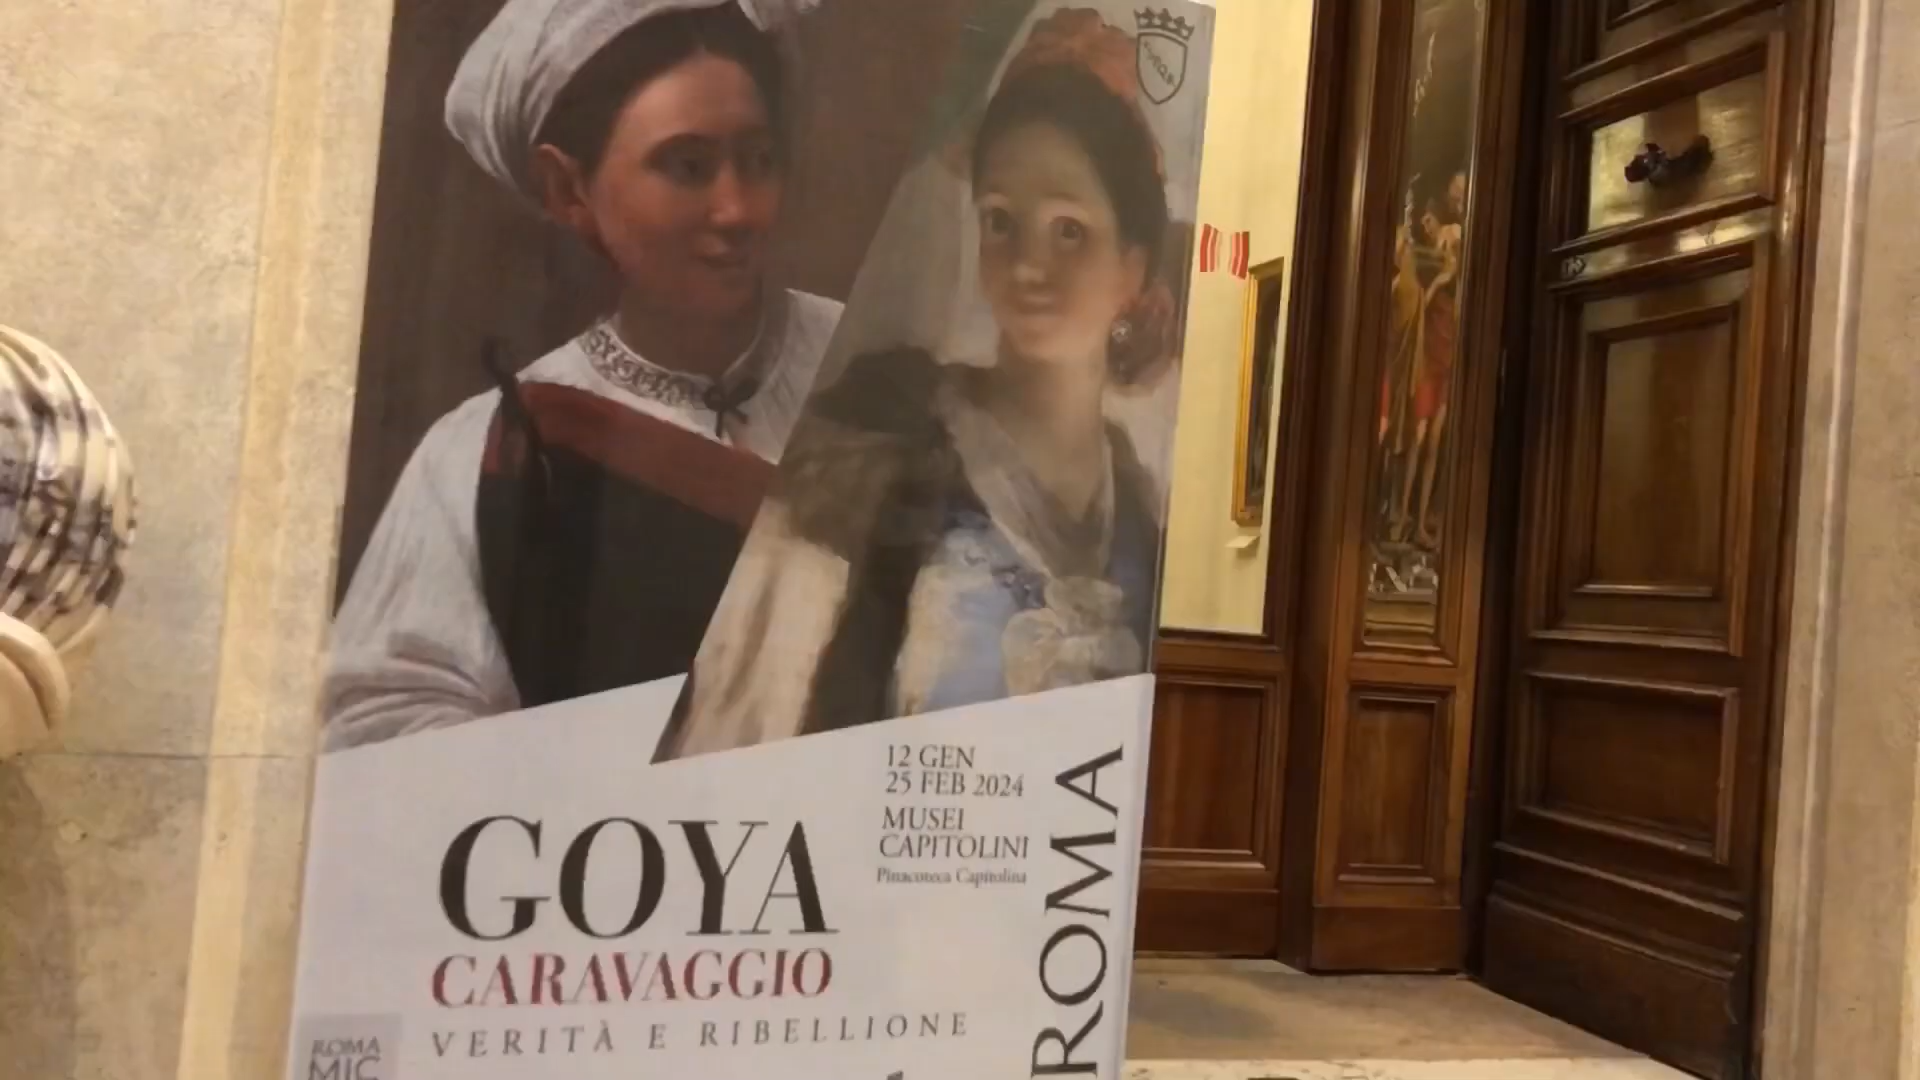 12 GEN
25 FEB 2024
MUSEI
CAPITOLINI
Pinacoteca Capitolina
GOYA
CARAVAGGIO
VERITÀ E RIBELLIONE
ROMA
ROMA
MIC